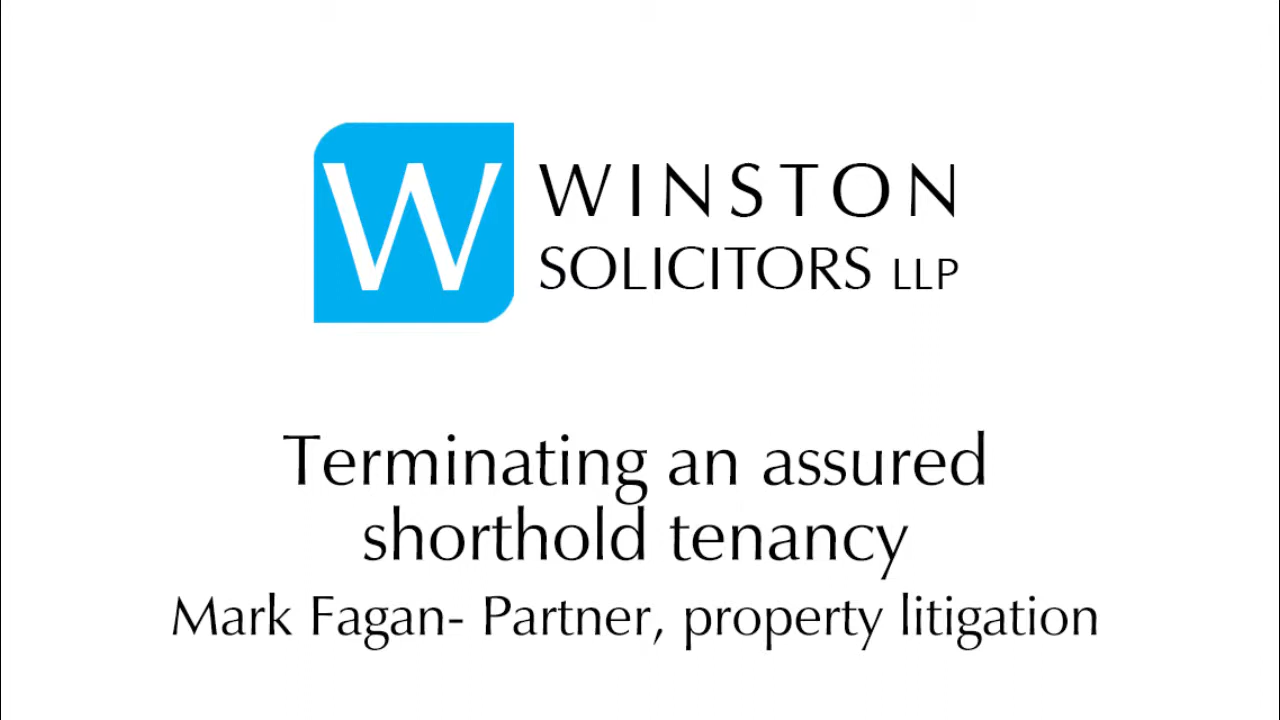 W
WINSTON
SOLICITORS LLP
Terminating an assured
shorthold tenancy
Mark Fagan- Partner, property litigation